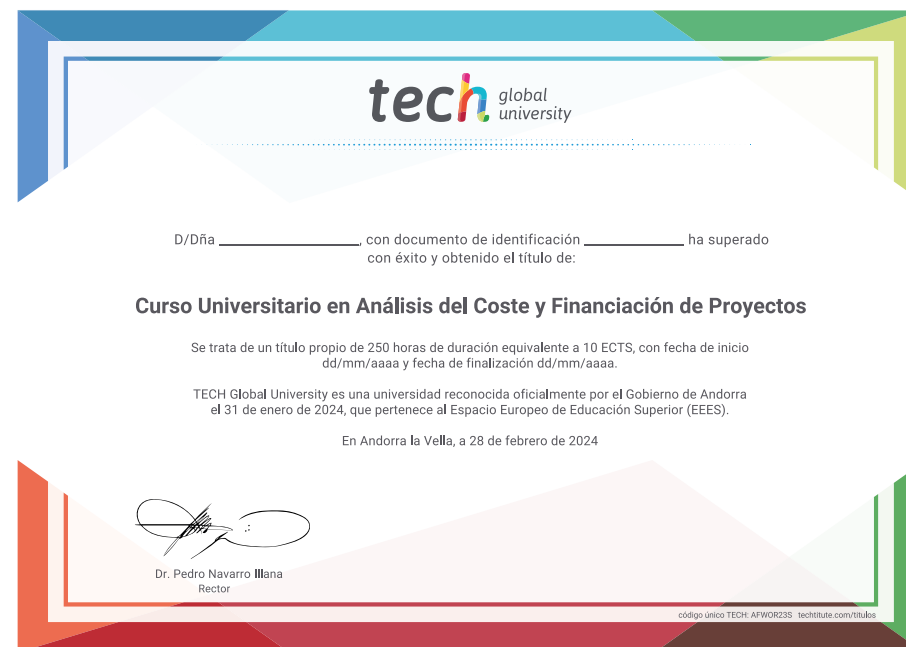 tech global university
D/Dña ____________________, con documento de identificación ______________ ha superado
con éxito y obtenido el título de:
Curso Universitario en Análisis del Coste y Financiación de Proyectos
Se trata de un título propio de 250 horas de duración equivalente a 10 ECTS, con fecha de inicio
dd/mm/aaaa y fecha de finalización dd/mm/aaaa.
TECH Global University es una universidad reconocida oficialmente por el Gobierno de Andorra
el 31 de enero de 2024, que pertenece al Espacio Europeo de Educación Superior (EEES).
En Andorra la Vella, a 28 de febrero de 2024
Dr. Pedro Navarro Illana
Rector
código único TECH: AFWOR23S techtitute.com/titulos